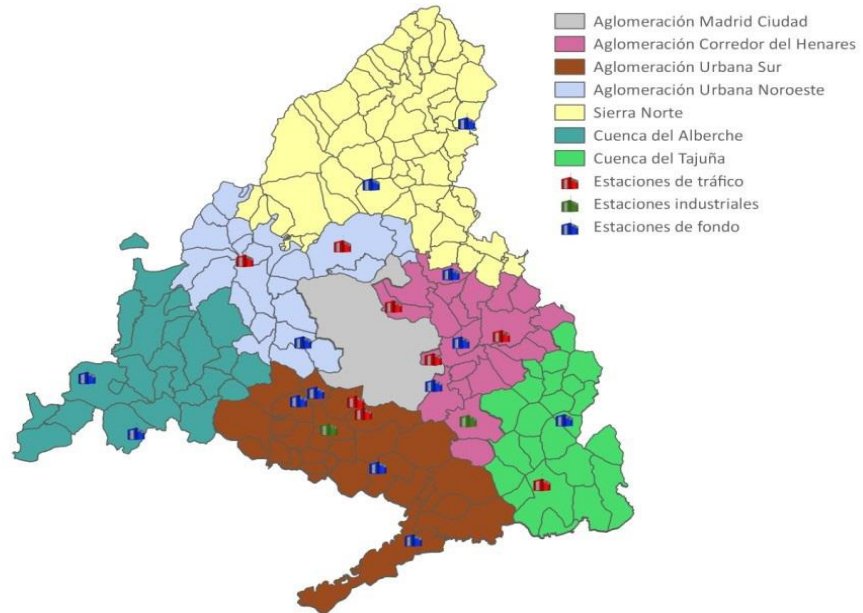 Aglomeración Madrid Ciudad
Aglomeración Corredor del Henares
Aglomeración Urbana Sur
Aglomeración Urbana Noroeste
Sierra Norte
Cuenca del Alberche
Cuenca del Tajuña
Estaciones de tráfico
Estaciones industriales
Estaciones de fondo